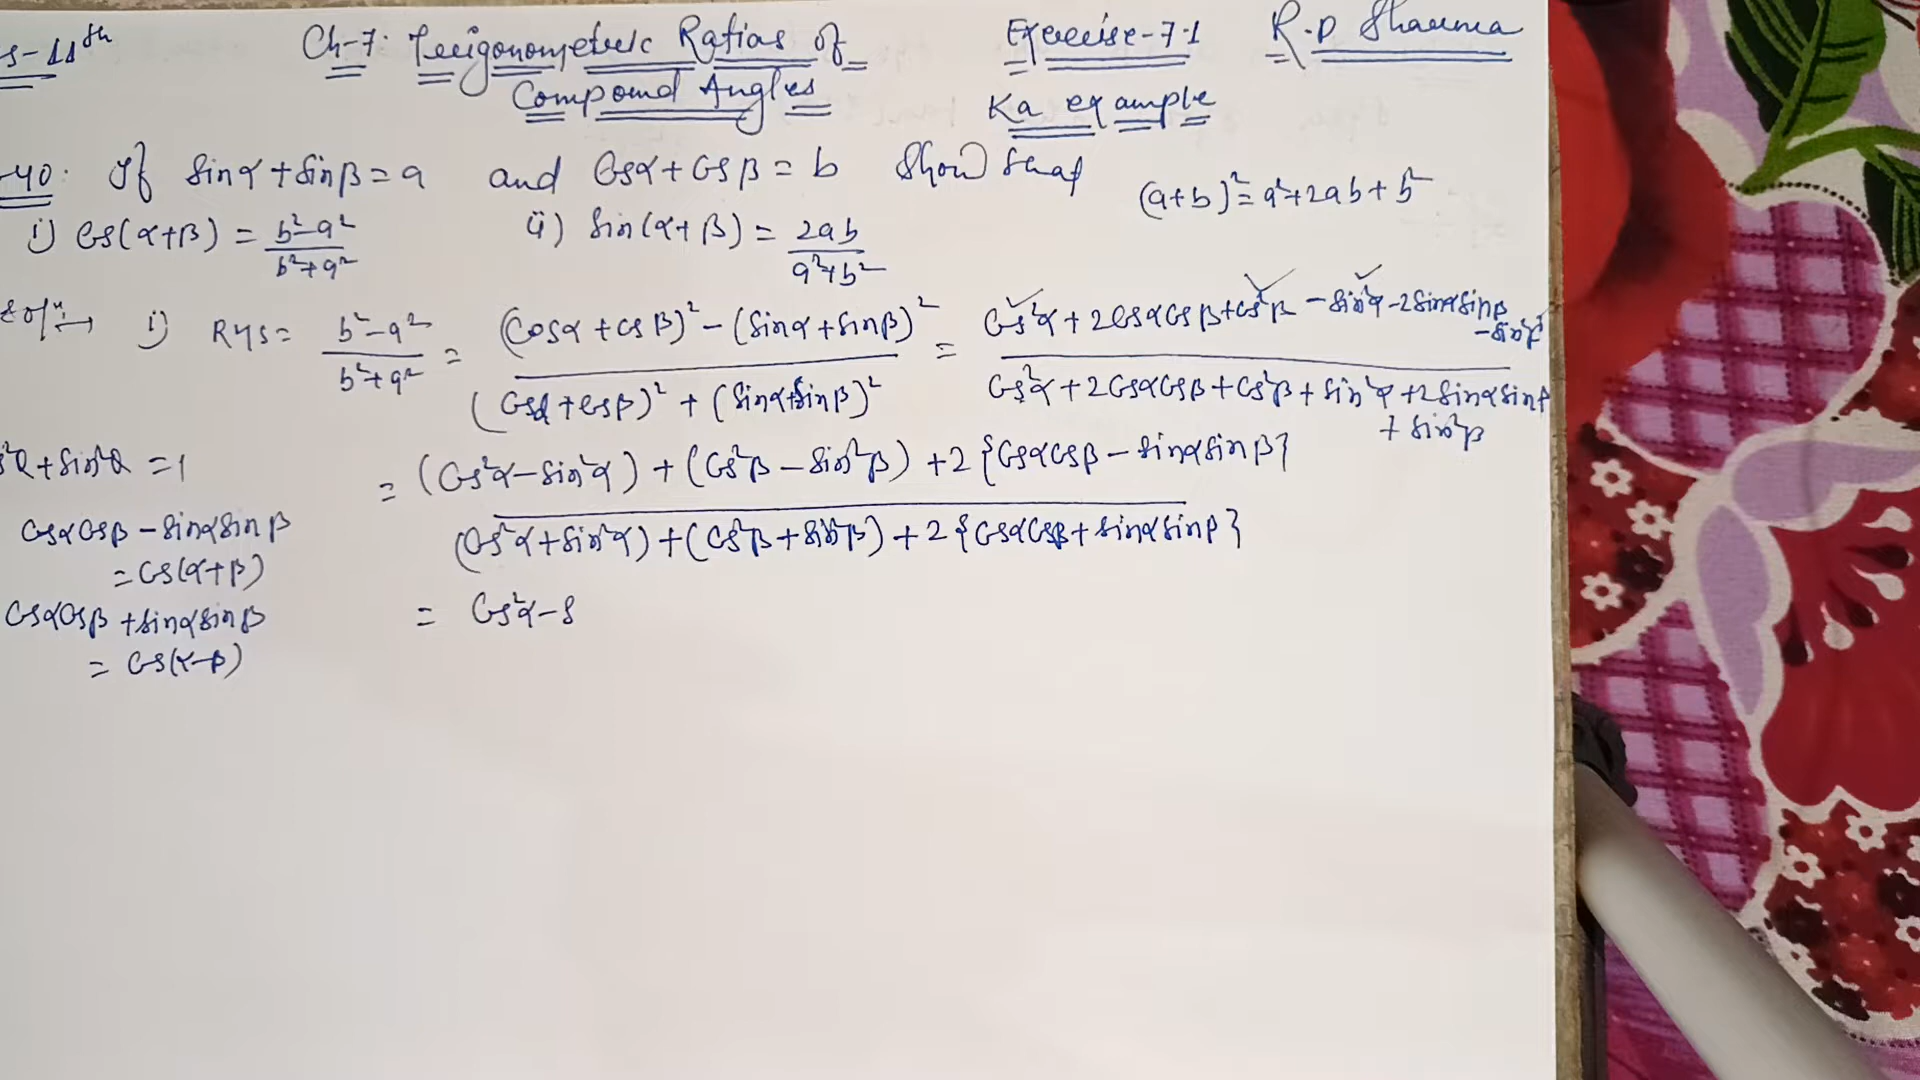 s-11th Ch-7. Trigonometric Ratios of Exercise-7.1 R.D Sharma
Compound Angles Ka example
-40. If Sinα+Sinβ=a and Cosα+Cosβ=b Show that (a+b)²=a²+2ab+b²
i) Cos(α+β) = b²-a²/b²+a² ii) Sin(α+β) = 2ab/a²+b²
Solⁿ→ i) RHS= b²-a²/b²+a² = (Cosα+Cosβ)²-(Sinα+Sinβ)²/(Cosα+Cosβ)²+(Sinα+Sinβ)² = Cos²α+2CosαCosβ+Cos²β-Sin²α-2SinαSinβ-Sin²β/Cos²α+2CosαCosβ+Cos²β+Sin²α+2SinαSinβ+Sin²β
s²θ+Sin²θ=1
= (Cos²α-Sin²α)+(Cos²β-Sin²β)+2{CosαCosβ-SinαSinβ}/(Cos²α+Sin²α)+(Cos²β+Sin²β)+2{CosαCosβ+SinαSinβ}
CosαCosβ-SinαSinβ
=Cos(α+β)
CosαCosβ+SinαSinβ = Cos²α-S
= Cos(α-β)